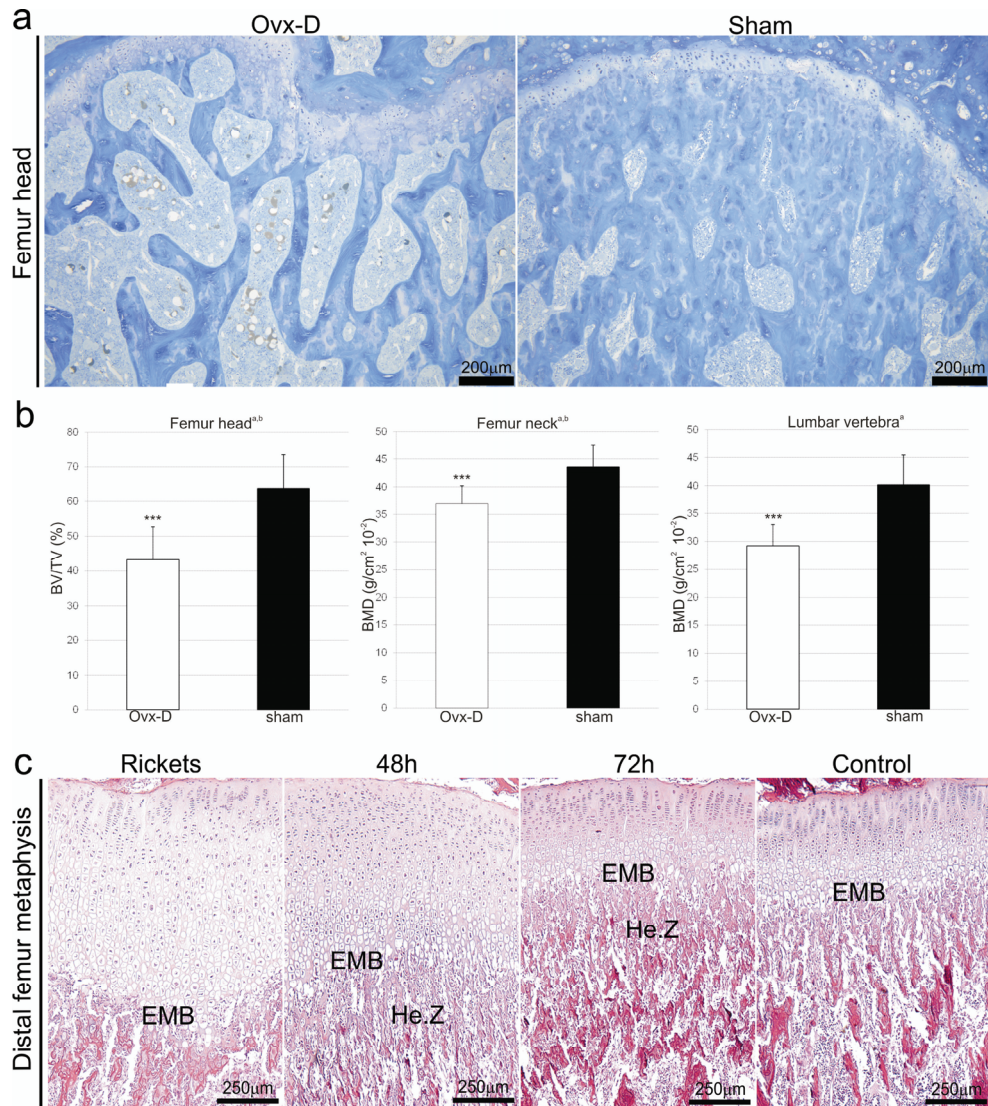 a
Ovx-D Sham
Femur head
200μm 200μm
b
Femur head^a,b
BV/TV (%)
80
70
60
50
40
30
20
10
0
***
Ovx-D sham
Femur neck^a,b
BMD (g/cm² 10⁻²)
50
45
40
35
30
25
20
15
10
5
0
***
Ovx-D sham
Lumbar vertebra^a
BMD (g/cm² 10⁻²)
50
45
40
35
30
25
20
15
10
5
0
***
Ovx-D sham
c
Rickets 48h 72h Control
Distal femur metaphysis
EMB EMB He.Z EMB He.Z EMB
250μm 250μm 250μm 250μm